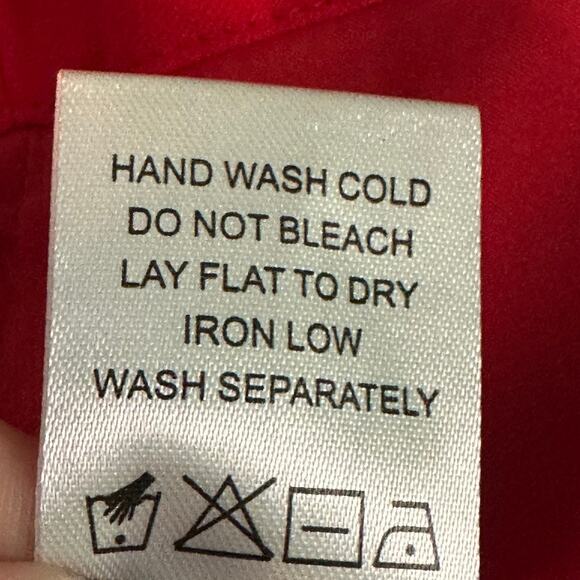 HAND WASH COLD
DO NOT BLEACH
LAY FLAT TO DRY
IRON LOW
WASH SEPARATELY